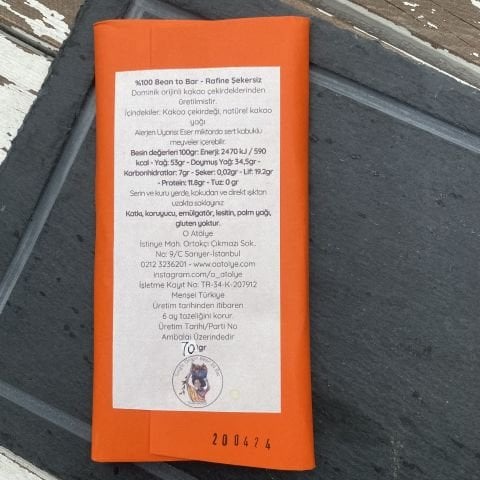 %100 Bean to Bar - Rafine Şekersiz
Dominik orijinli kakao çekirdeklerinden
üretilmiştir.
İçindekiler: Kakao çekirdeği, natürel kakao
yağı
Alerjen Uyarısı: Eser miktarda sert kabuklu
meyveler içerebilir.
Besin değerleri 100gr: Enerji: 2470 kJ / 590
kcal - Yağ: 53gr - Doymuş Yağ: 34,5gr -
Karbonhidratlar: 7gr - Şeker: 0,02gr - Lif: 19.2gr
- Protein: 11.8gr - Tuz: 0 gr
Serin ve kuru yerde, kokudan ve direkt ışıktan
uzakta saklayınız
Katkı, koruyucu, emülgatör, lesitin, palm yağı,
gluten yoktur.
O Atölye
İstinye Mah. Ortakçı Çıkmazı Sok.
No: 9/C Sarıyer-İstanbul
0212 3236201 - www.oatolye.com
instagram.com/o_atolye
İşletme Kayıt No: TR-34-K-207912
Menşei Türkiye
Üretim tarihinden itibaren
6 ay tazeliğini korur.
Üretim Tarihi/Parti No
Ambalaj Üzerindedir
70 gr
200424